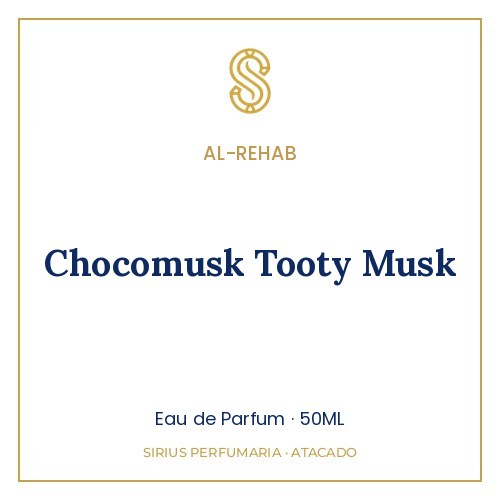 AL-REHAB
Chocomusk Tooty Musk
Eau de Parfum · 50ML
SIRIUS PERFUMARIA · ATACADO